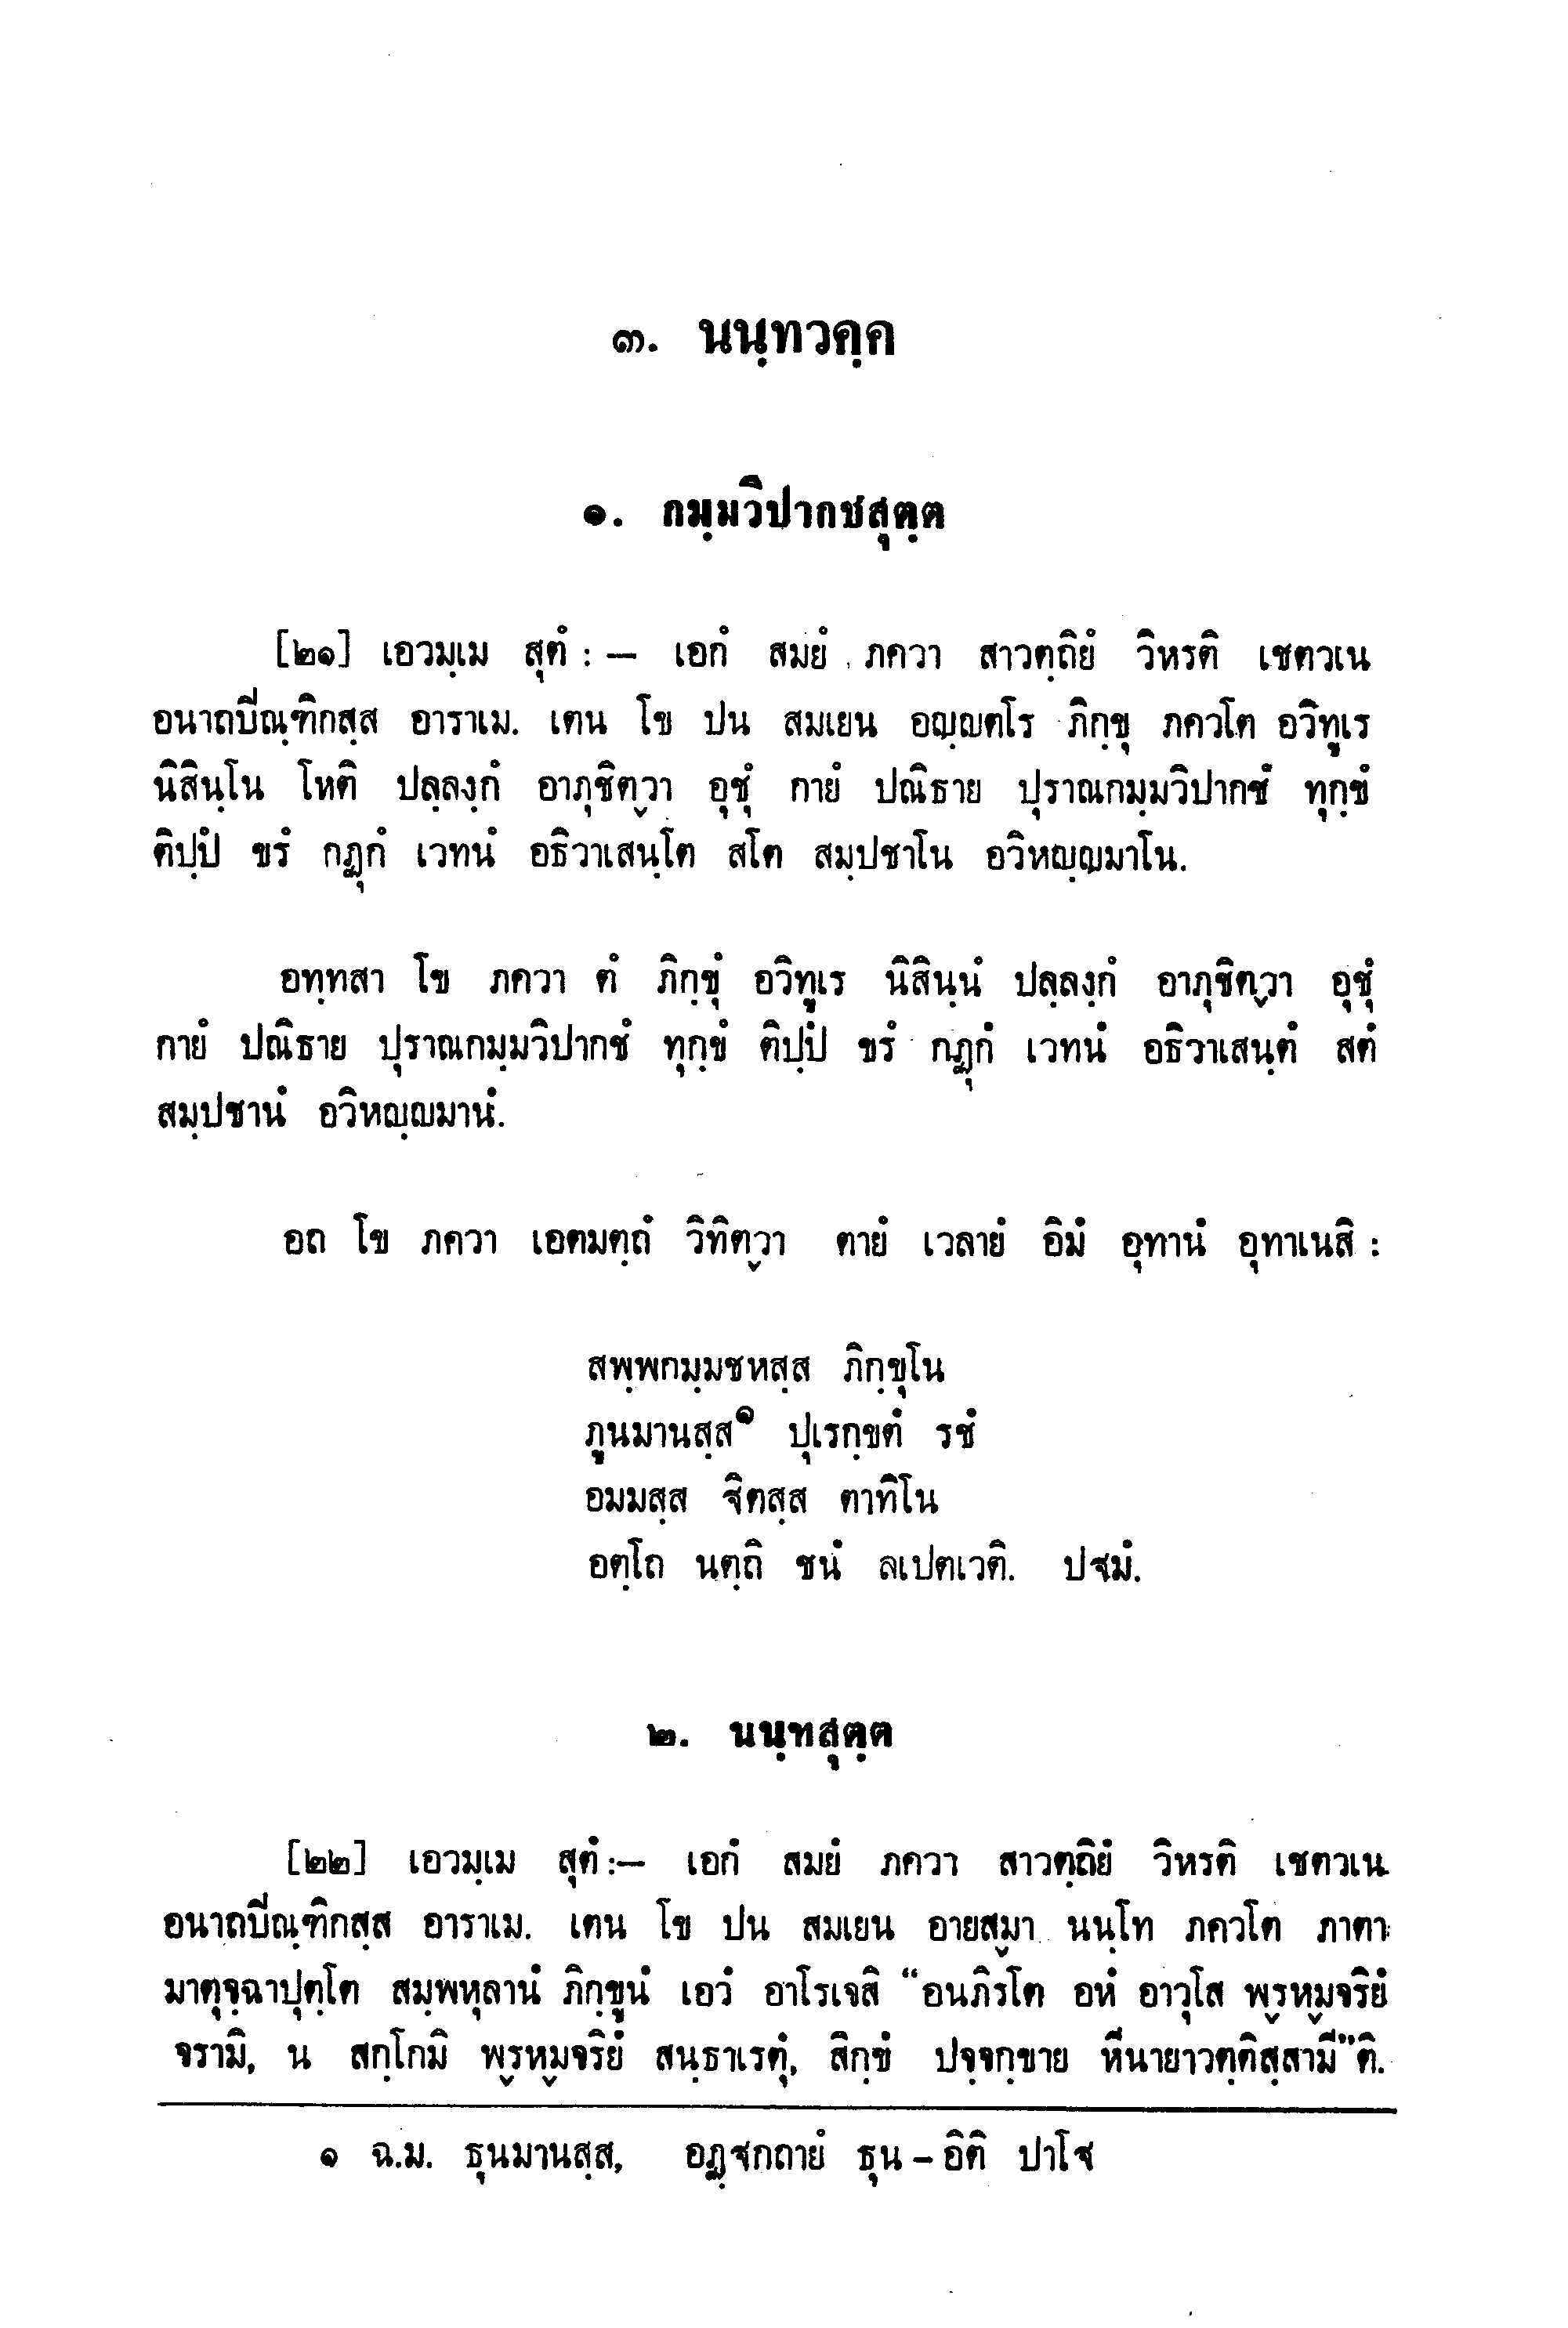 ๓. นนฺทวคฺค
๑. กมฺมวิปากชสุตฺต
[๒๑] เอวมฺเม สุตํ : – เอกํ สมยํ ภควา สาวตฺถิยํ วิหรติ เชตวเน
อนาถบิณฺฑิกสฺส อาราเม. เตน โข ปน สมเยน อญฺญตโร ภิกฺขุ ภควโต อวิทูเร
นิสินฺโน โหติ ปลฺลงฺกํ อาภุชิตฺวา อุชุํ กายํ ปณิธาย ปุราณกมฺมวิปากชํ ทุกฺขํ
ติปฺปํ ขรํ กฏุกํ เวทนํ อธิวาเสนฺโต สโต สมฺปชาโน อวิหญฺญมาโน.
อทฺทสา โข ภควา ตํ ภิกฺขุํ อวิทูเร นิสินฺนํ ปลฺลงฺกํ อาภุชิตฺวา อุชุํ
กายํ ปณิธาย ปุราณกมฺมวิปากชํ ทุกฺขํ ติปฺปํ ขรํ กฏุกํ เวทนํ อธิวาเสนฺตํ สตํ
สมฺปชานํ อวิหญฺญมานํ.
อถ โข ภควา เอตมตฺถํ วิทิตฺวา ตายํ เวลายํ อิมํ อุทานํ อุทาเนสิ :
สพฺพกมฺมชหสฺส ภิกฺขุโน
ภูนมานสฺส๑ ปุเรกฺขตํ รชํ
อมมสฺส ฐิตสฺส ตาทิโน
อตฺโถ นตฺถิ ชนํ ลเปตเวติ. ปฐมํ.
๒. นนฺทสุตฺต
[๒๒] เอวมฺเม สุตํ :– เอกํ สมยํ ภควา สาวตฺถิยํ วิหรติ เชตวเน
อนาถบิณฺฑิกสฺส อาราเม. เตน โข ปน สมเยน อายสฺมา นนฺโท ภควโต ภาตา
มาตุจฺฉาปุตฺโต สมฺพหุลานํ ภิกฺขูนํ เอวํ อาโรเจสิ “อนภิรโต อหํ อาวุโส พฺรหฺมจริยํ
จรามิ, น สกฺโกมิ พฺรหฺมจริยํ สนฺธาเรตุํ, สิกฺขํ ปจฺจกฺขาย หีนายาวตฺติสฺสามี”ติ.
๑ ฉ.ม. ธุนมานสฺส, อฏฺฐกถายํ ธุน – อิติ ปาโฐ